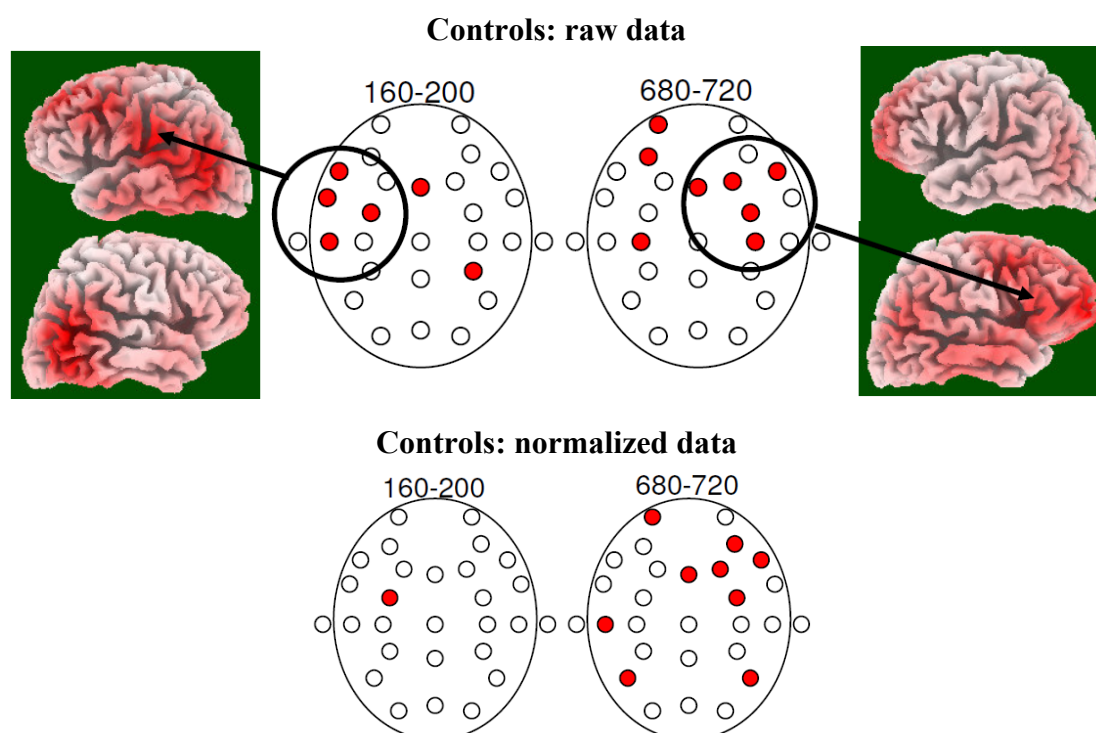 Controls: raw data
160-200
680-720
Controls: normalized data
160-200
680-720